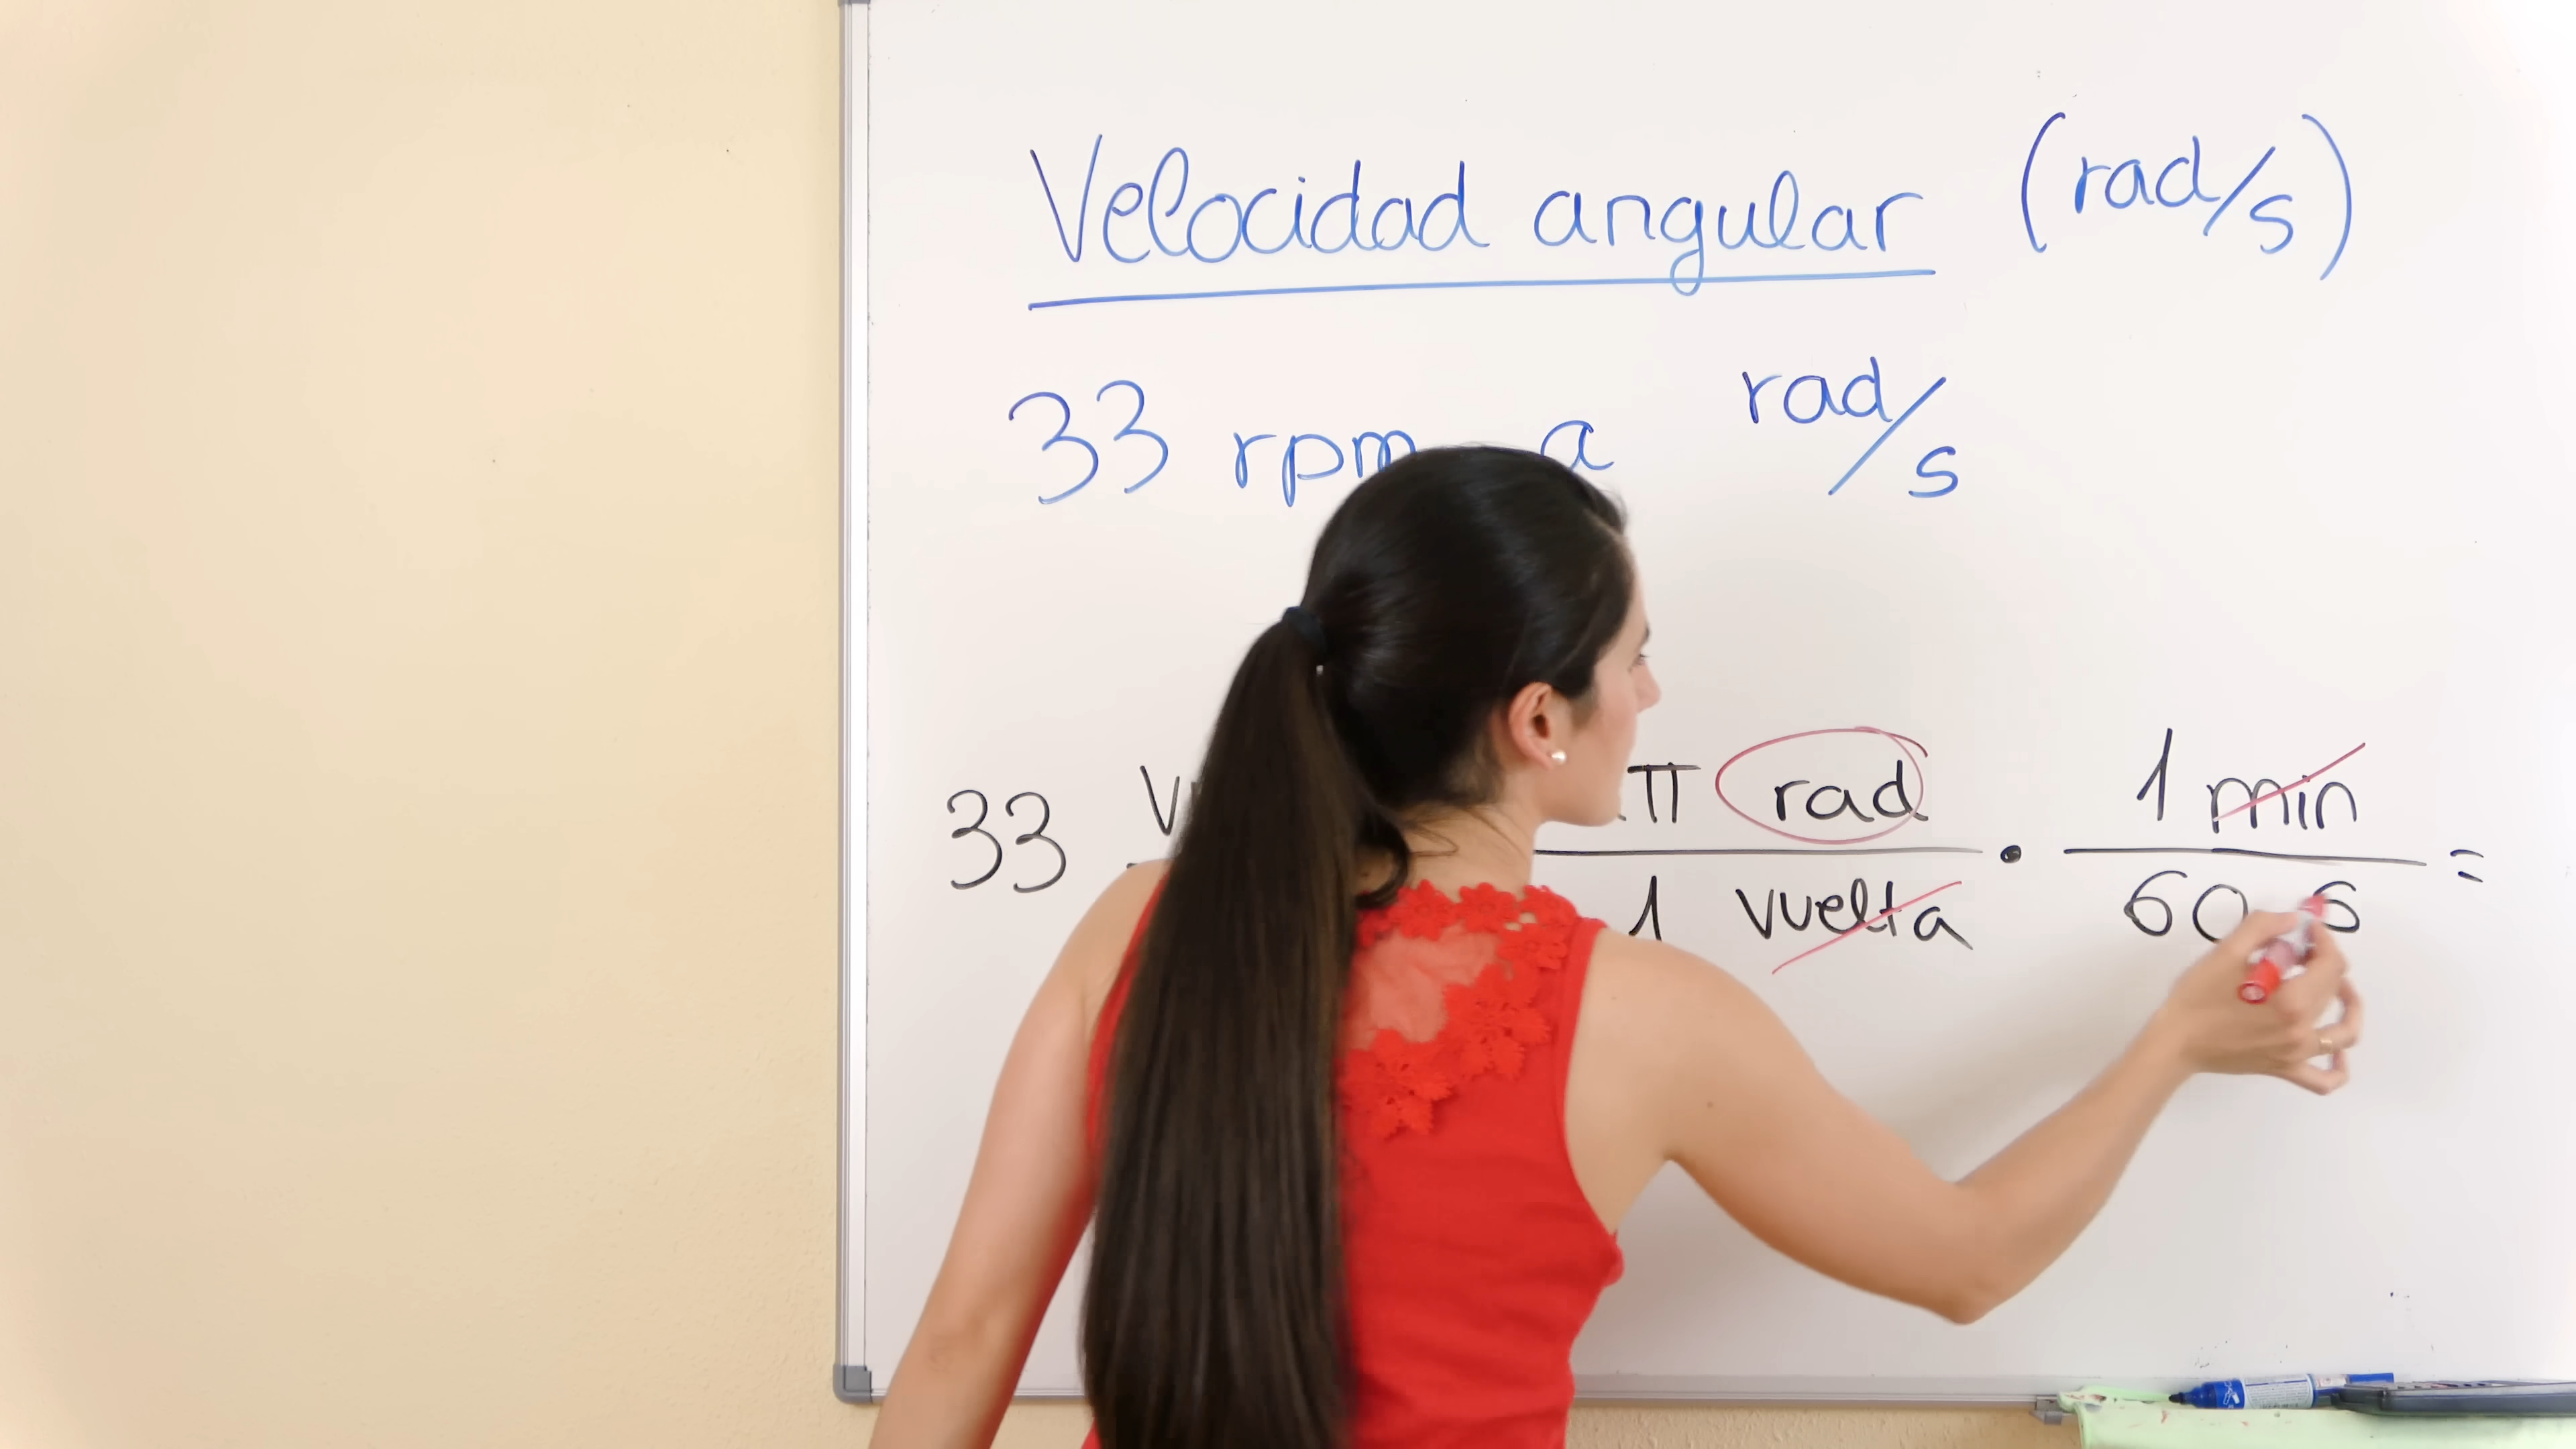 Velocidad angular (rad/s)
33 rpm a rad/s
33 π rad · 1 min =
1 vuelta 60 s